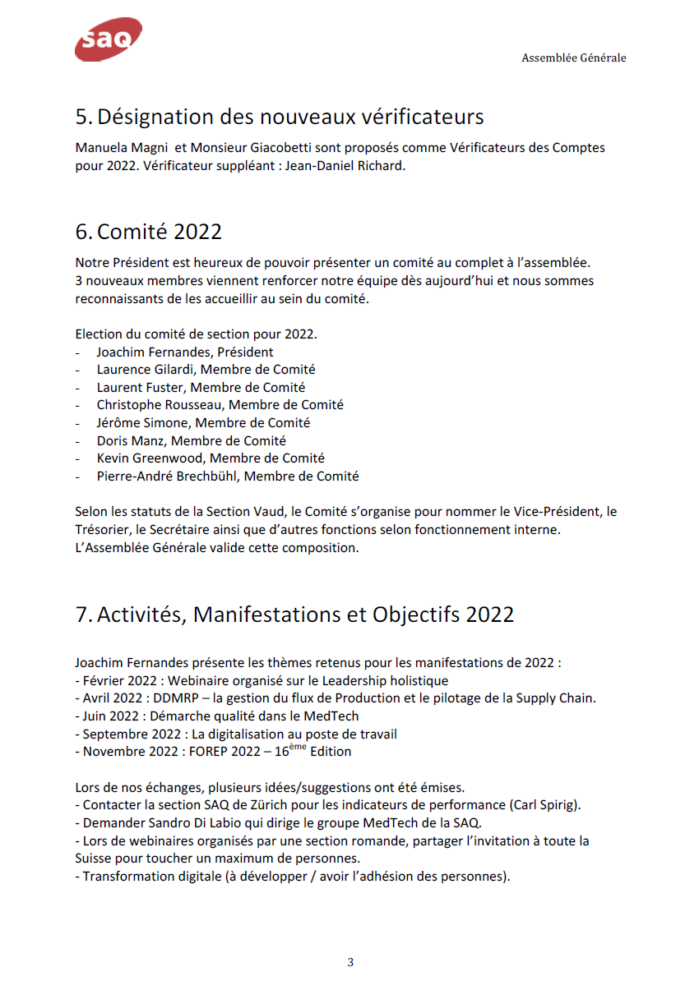 saq
Assemblée Générale
5. Désignation des nouveaux vérificateurs
Manuela Magni  et Monsieur Giacobetti sont proposés comme Vérificateurs des Comptes
pour 2022. Vérificateur suppléant : Jean-Daniel Richard.
6. Comité 2022
Notre Président est heureux de pouvoir présenter un comité au complet à l’assemblée.
3 nouveaux membres viennent renforcer notre équipe dès aujourd’hui et nous sommes
reconnaissants de les accueillir au sein du comité.
Election du comité de section pour 2022.
- Joachim Fernandes, Président
- Laurence Gilardi, Membre de Comité
- Laurent Fuster, Membre de Comité
- Christophe Rousseau, Membre de Comité
- Jérôme Simone, Membre de Comité
- Doris Manz, Membre de Comité
- Kevin Greenwood, Membre de Comité
- Pierre-André Brechbühl, Membre de Comité
Selon les statuts de la Section Vaud, le Comité s’organise pour nommer le Vice-Président, le
Trésorier, le Secrétaire ainsi que d’autres fonctions selon fonctionnement interne.
L’Assemblée Générale valide cette composition.
7. Activités, Manifestations et Objectifs 2022
Joachim Fernandes présente les thèmes retenus pour les manifestations de 2022 :
- Février 2022 : Webinaire organisé sur le Leadership holistique
- Avril 2022 : DDMRP – la gestion du flux de Production et le pilotage de la Supply Chain.
- Juin 2022 : Démarche qualité dans le MedTech
- Septembre 2022 : La digitalisation au poste de travail
- Novembre 2022 : FOREP 2022 – 16ème Edition
Lors de nos échanges, plusieurs idées/suggestions ont été émises.
- Contacter la section SAQ de Zürich pour les indicateurs de performance (Carl Spirig).
- Demander Sandro Di Labio qui dirige le groupe MedTech de la SAQ.
- Lors de webinaires organisés par une section romande, partager l’invitation à toute la
Suisse pour toucher un maximum de personnes.
- Transformation digitale (à développer / avoir l’adhésion des personnes).
3